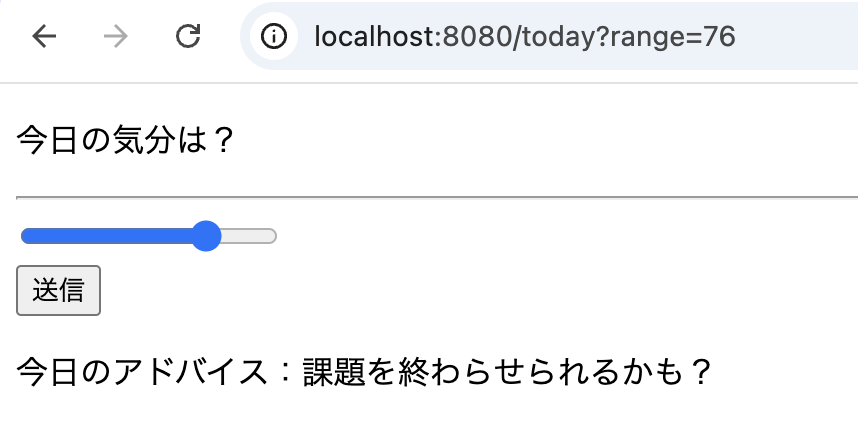 localhost:8080/today?range=76
今日の気分は？
送信
今日のアドバイス：課題を終わらせられるかも？